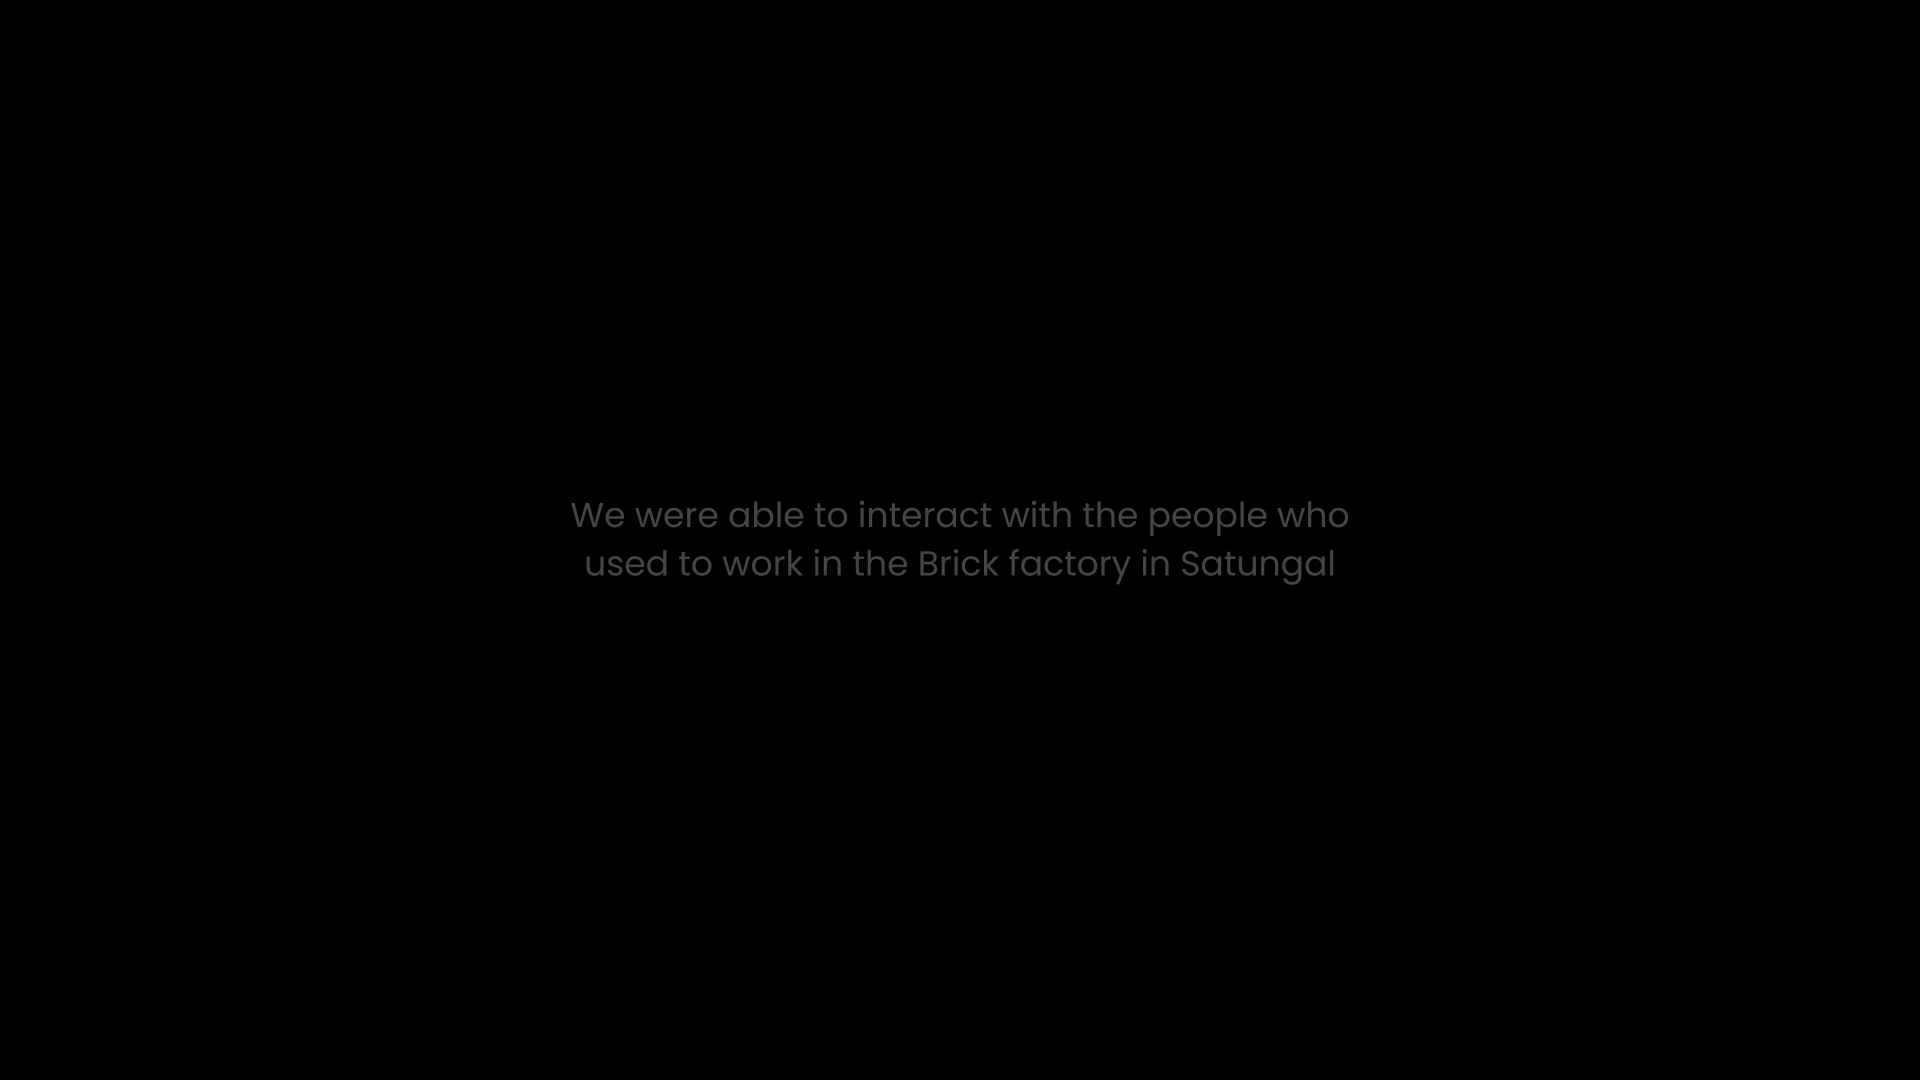 We were able to interact with the people who
used to work in the Brick factory in Satungal